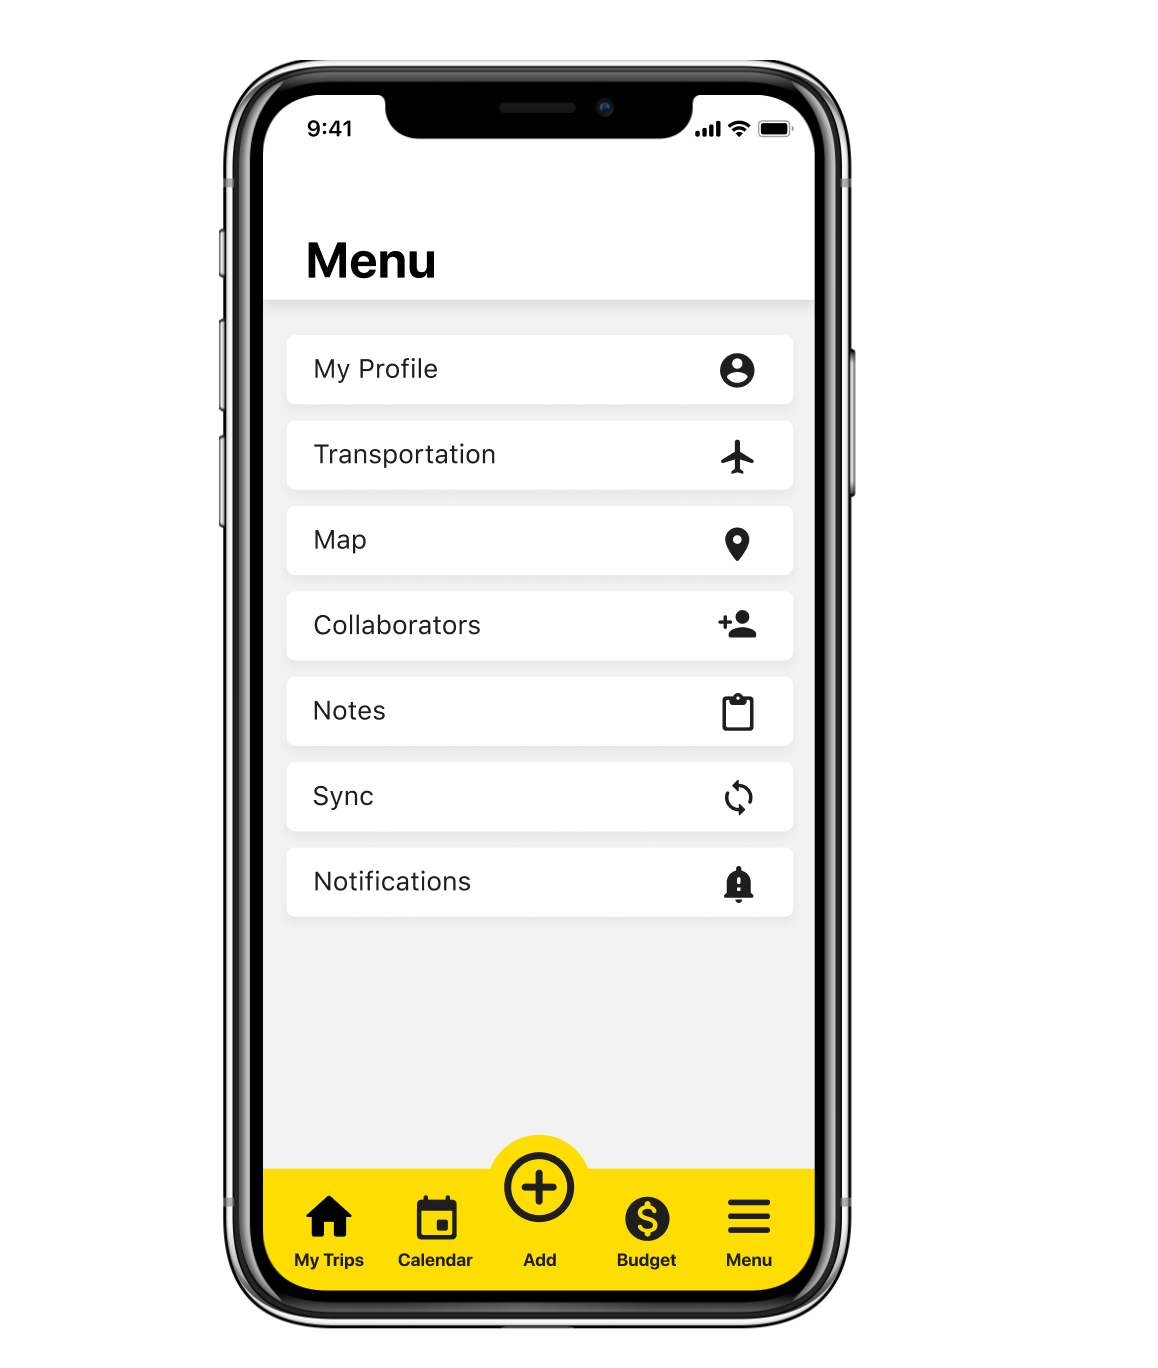 9:41
Menu
My Profile
Transportation
Map
Collaborators
Notes
Sync
Notifications
My Trips
Calendar
Add
Budget
Menu